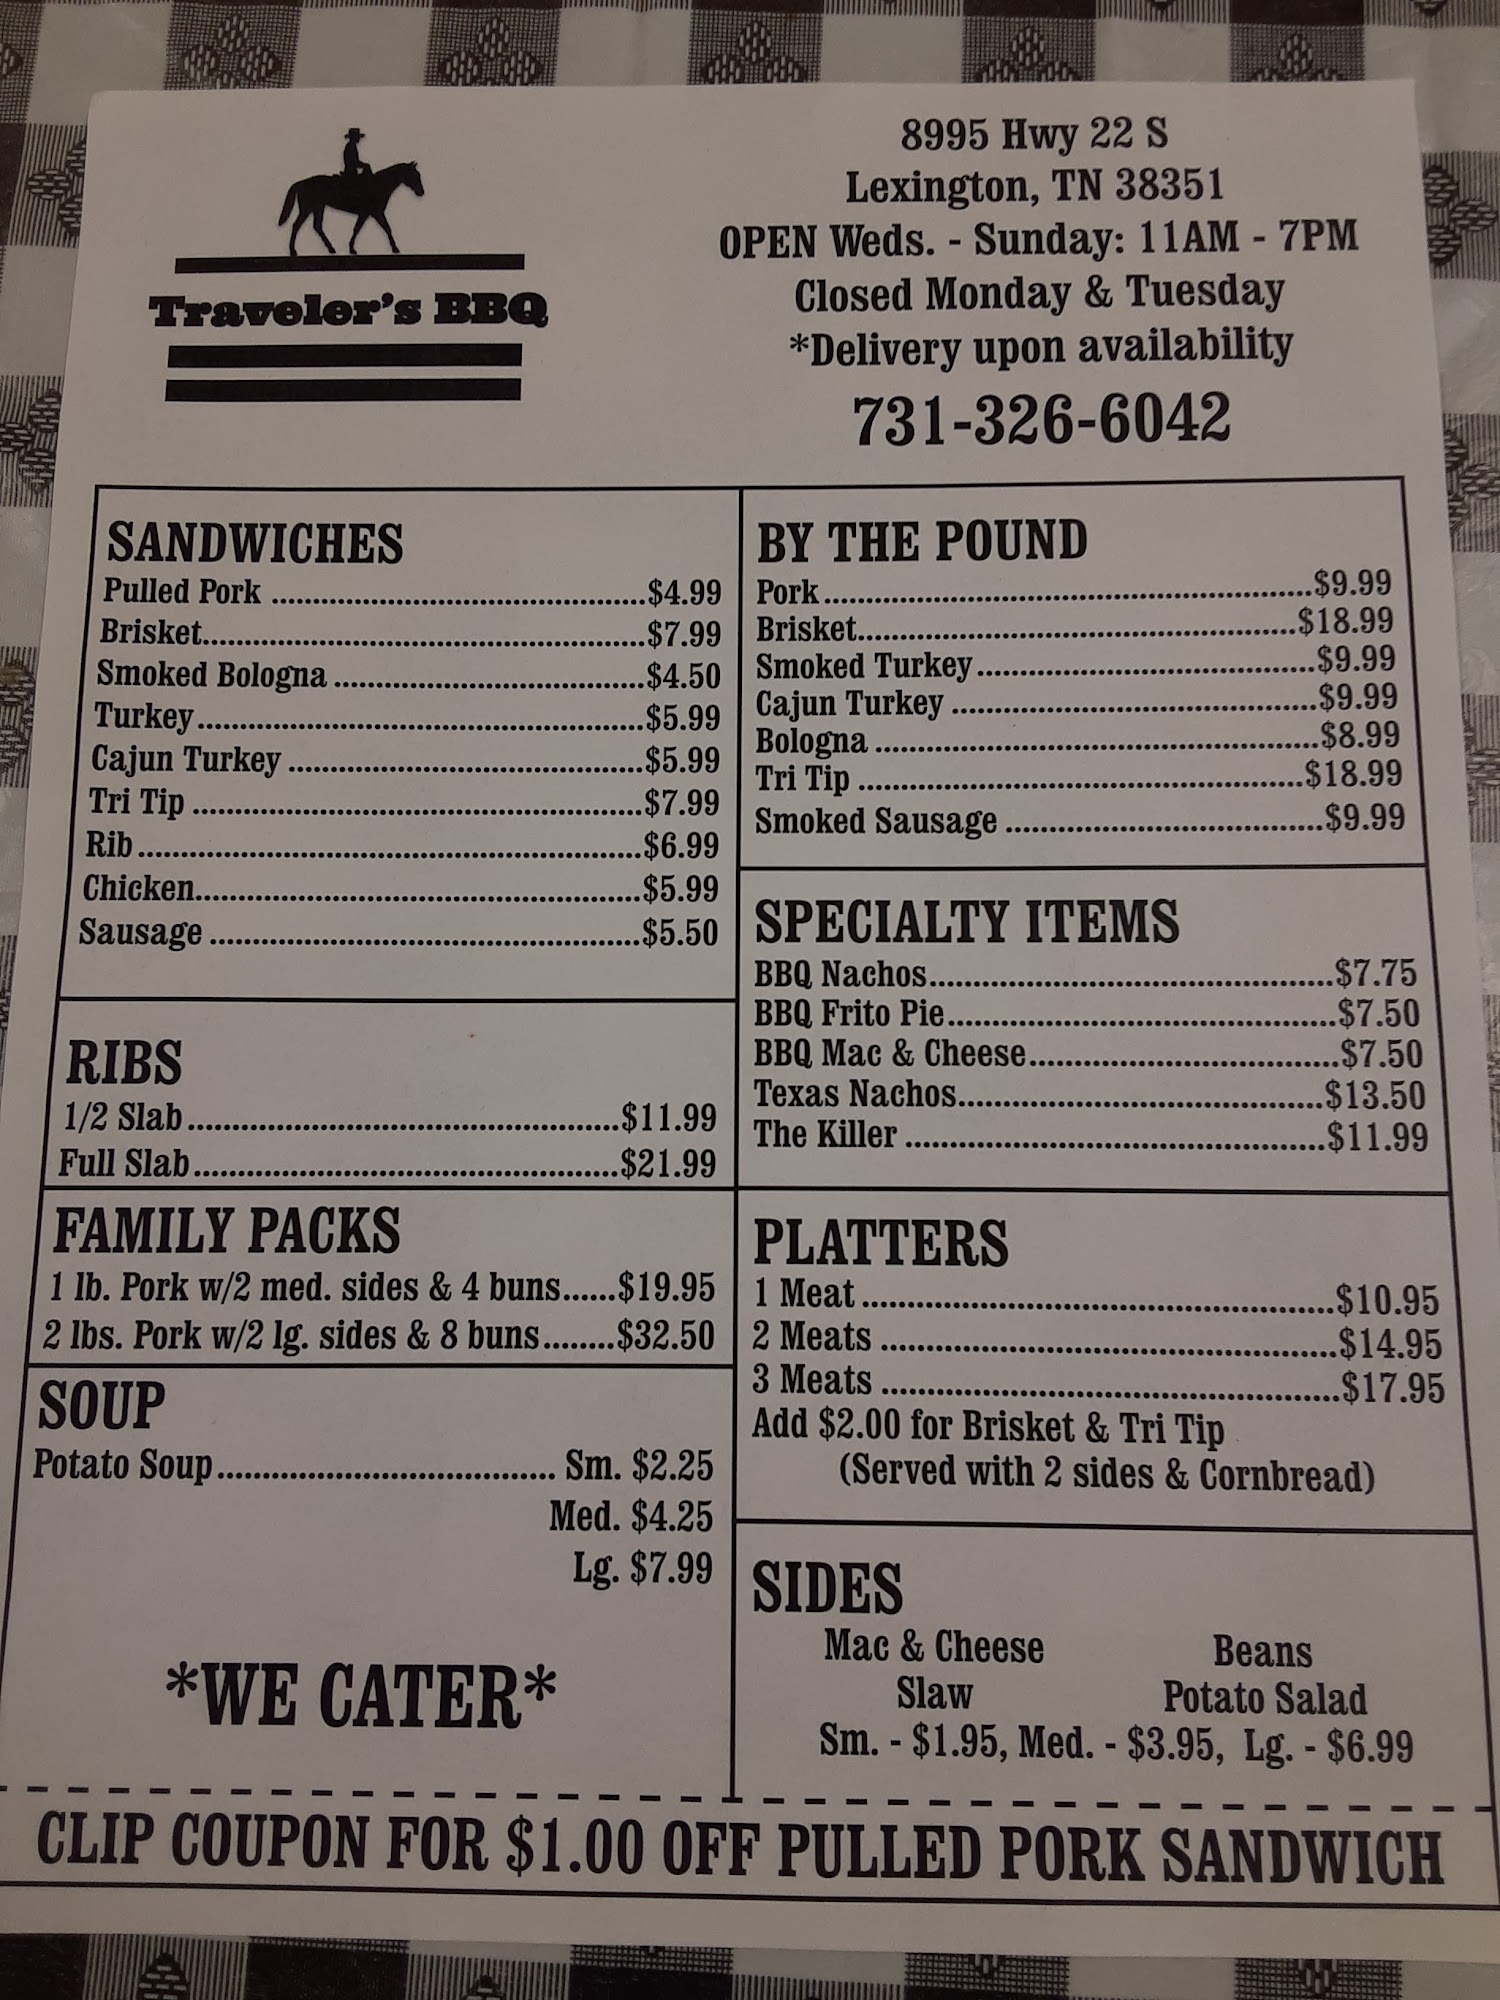 Traveler's BBQ
8995 Hwy 22 S
Lexington, TN 38351
OPEN Weds. - Sunday: 11AM - 7PM
Closed Monday & Tuesday
*Delivery upon availability
731-326-6042
SANDWICHES
Pulled Pork ..............................................$4.99
Brisket......................................................$7.99
Smoked Bologna ......................................$4.50
Turkey......................................................$5.99
Cajun Turkey ...........................................$5.99
Tri Tip ......................................................$7.99
Rib .............................................................$6.99
Chicken......................................................$5.99
Sausage .....................................................$5.50
RIBS
1/2 Slab.....................................................$11.99
Full Slab....................................................$21.99
FAMILY PACKS
1 lb. Pork w/2 med. sides & 4 buns......$19.95
2 lbs. Pork w/2 lg. sides & 8 buns........$32.50
SOUP
Potato Soup.......................................... Sm. $2.25
Med. $4.25
Lg. $7.99
*WE CATER*
BY THE POUND
Pork ............................................................$9.99
Brisket......................................................$18.99
Smoked Turkey..........................................$9.99
Cajun Turkey .............................................$9.99
Bologna ......................................................$8.99
Tri Tip ......................................................$18.99
Smoked Sausage .......................................$9.99
SPECIALTY ITEMS
BBQ Nachos..................................................$7.75
BBQ Frito Pie................................................$7.50
BBQ Mac & Cheese......................................$7.50
Texas Nachos.............................................$13.50
The Killer ....................................................$11.99
PLATTERS
1 Meat ..........................................................$10.95
2 Meats ........................................................$14.95
3 Meats ........................................................$17.95
Add $2.00 for Brisket & Tri Tip
(Served with 2 sides & Cornbread)
SIDES
Mac & Cheese Beans
Slaw Potato Salad
Sm. - $1.95, Med. - $3.95, Lg. - $6.99
CLIP COUPON FOR $1.00 OFF PULLED PORK SANDWICH